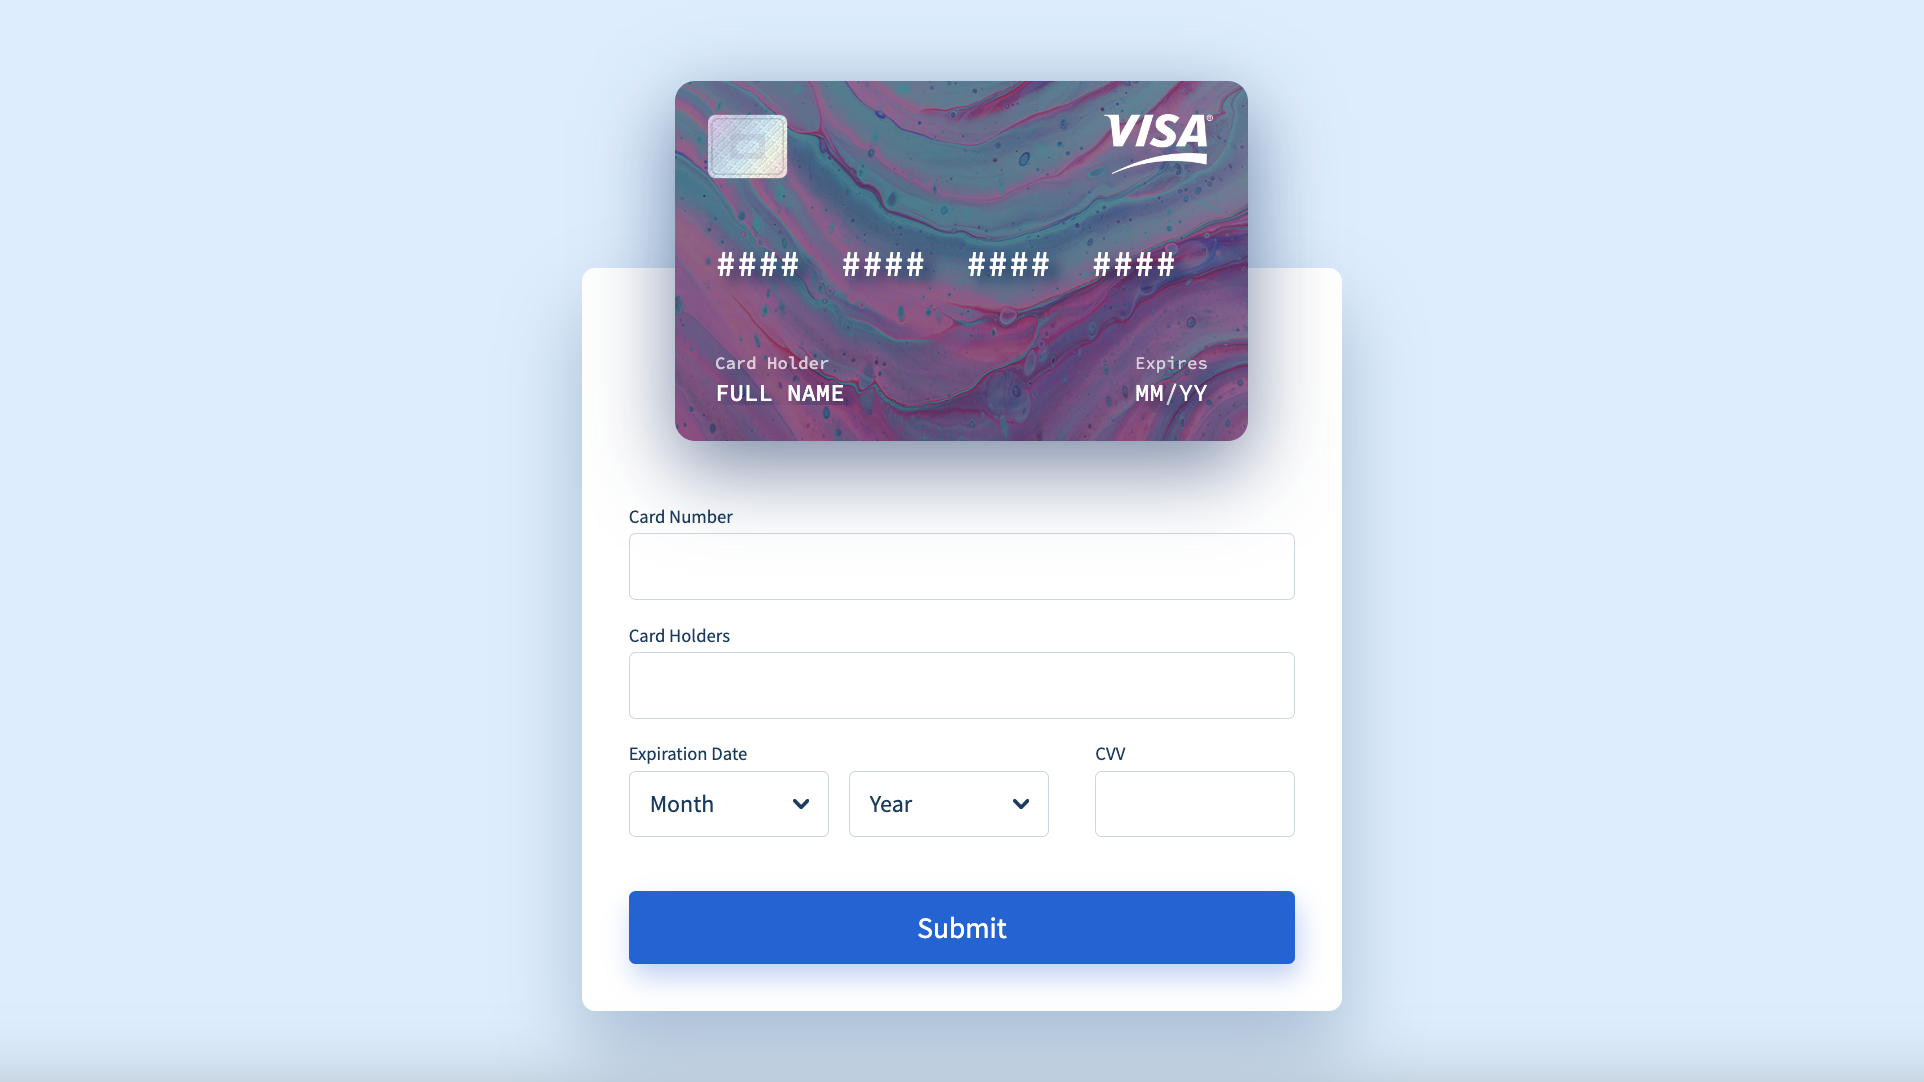 VISA®
#### #### #### ####
Card Holder Expires
FULL NAME MM/YY
Card Number
Card Holders
Expiration Date CVV
Month Year
Submit